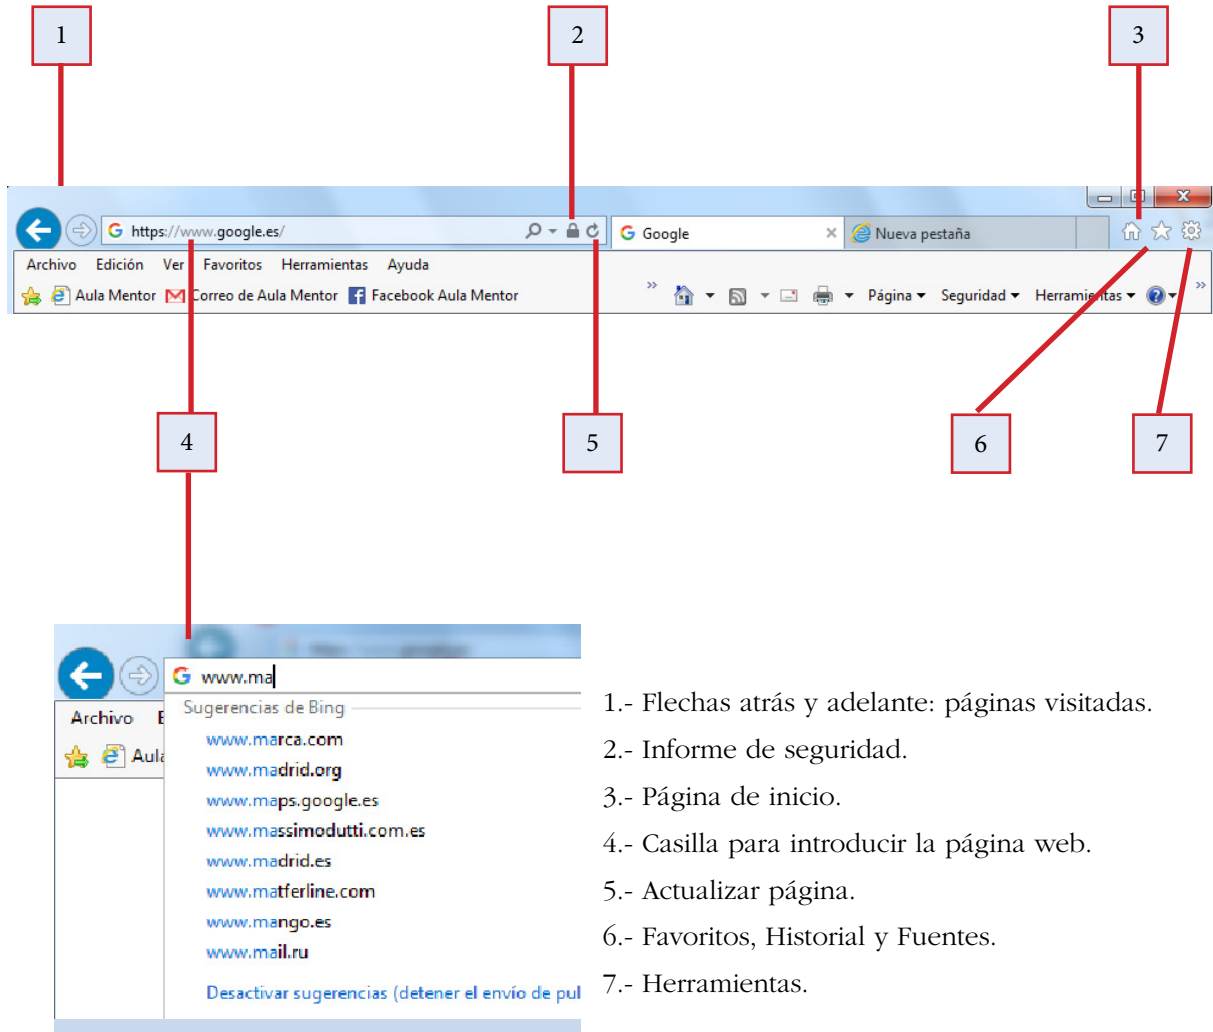 1
2
3
https://www.google.es/
Google
Nueva pestaña
Archivo Edición Ver Favoritos Herramientas Ayuda
Aula Mentor Correo de Aula Mentor Facebook Aula Mentor
Página Seguridad Herramientas
4
5
6
7
www.ma
Archivo
Sugerencias de Bing
Aula
www.marca.com
www.madrid.org
www.maps.google.es
www.massimodutti.com.es
www.madrid.es
www.matferline.com
www.mango.es
www.mail.ru
Desactivar sugerencias (detener el envío de pul
1.- Flechas atrás y adelante: páginas visitadas.
2.- Informe de seguridad.
3.- Página de inicio.
4.- Casilla para introducir la página web.
5.- Actualizar página.
6.- Favoritos, Historial y Fuentes.
7.- Herramientas.